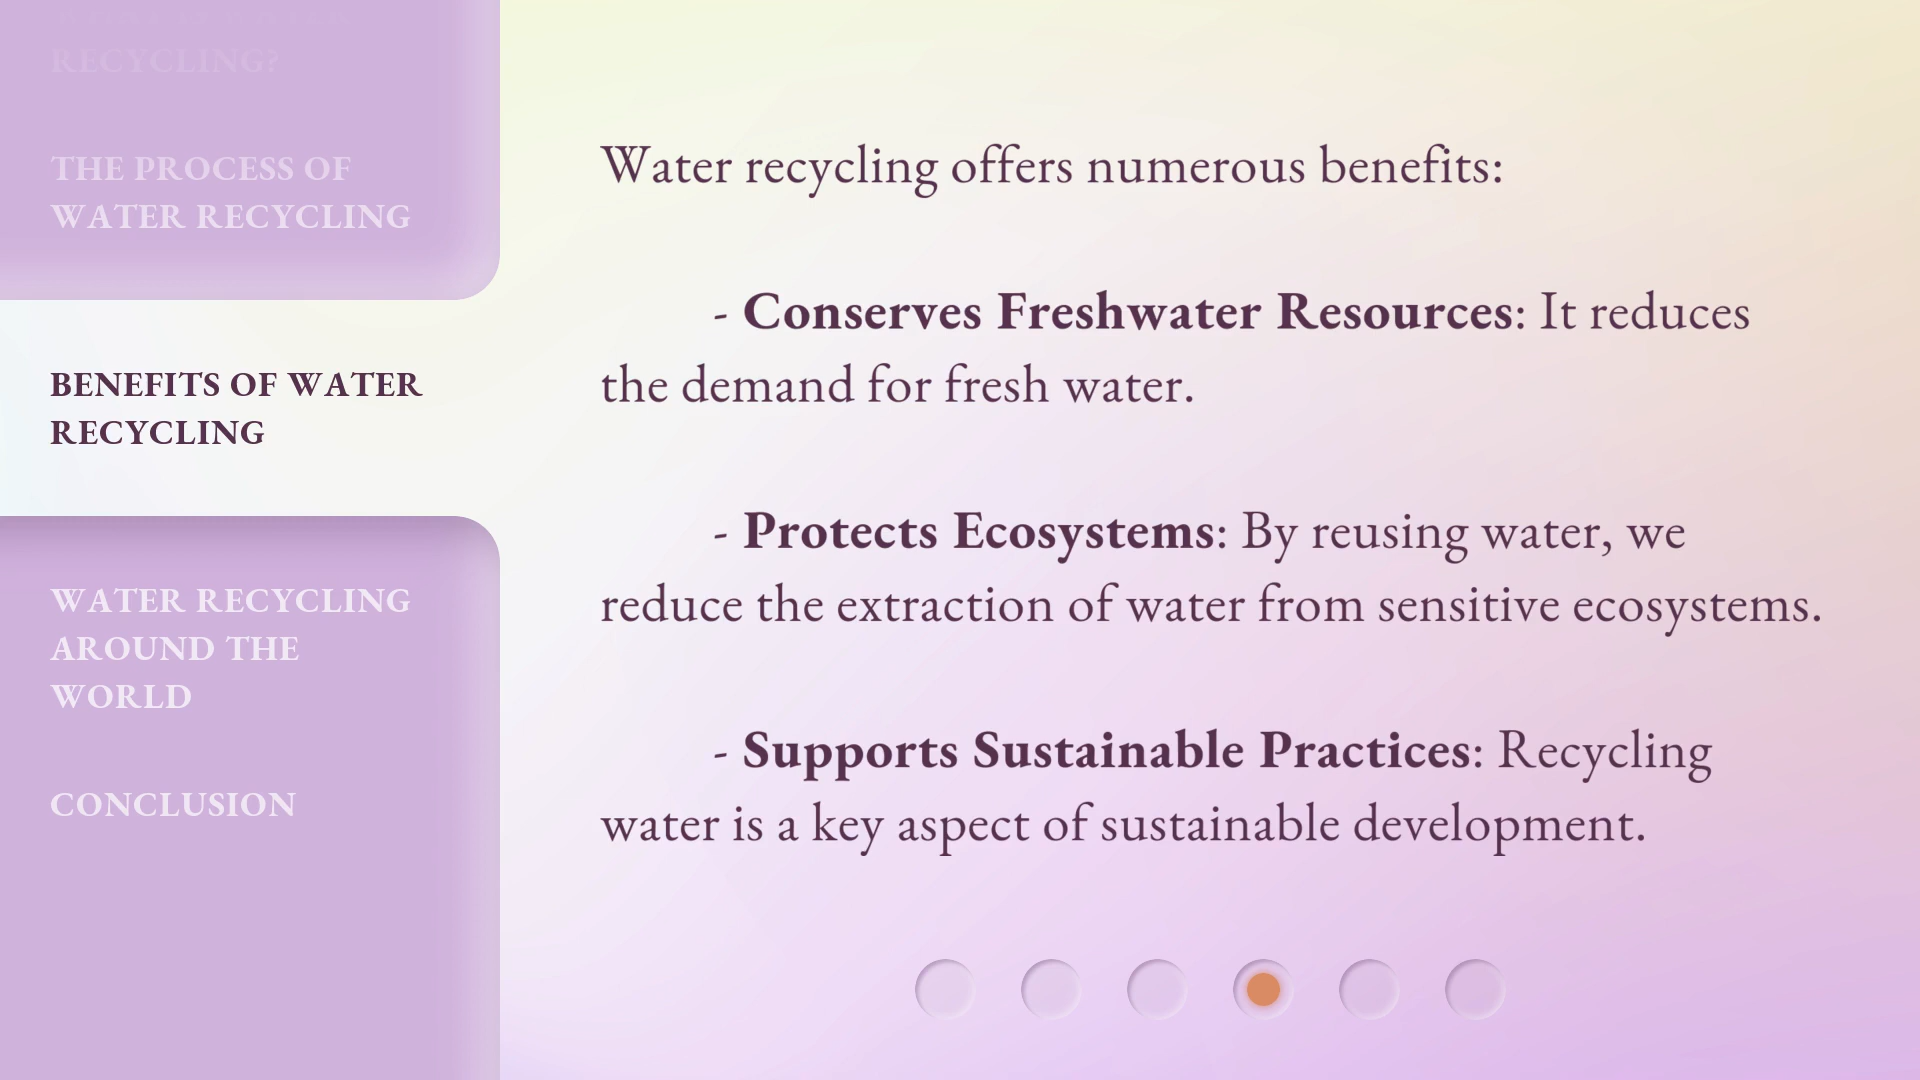 RECYCLING?
THE PROCESS OF
WATER RECYCLING
BENEFITS OF WATER
RECYCLING
WATER RECYCLING
AROUND THE
WORLD
CONCLUSION
Water recycling offers numerous benefits:
- Conserves Freshwater Resources: It reduces
the demand for fresh water.
- Protects Ecosystems: By reusing water, we
reduce the extraction of water from sensitive ecosystems.
- Supports Sustainable Practices: Recycling
water is a key aspect of sustainable development.